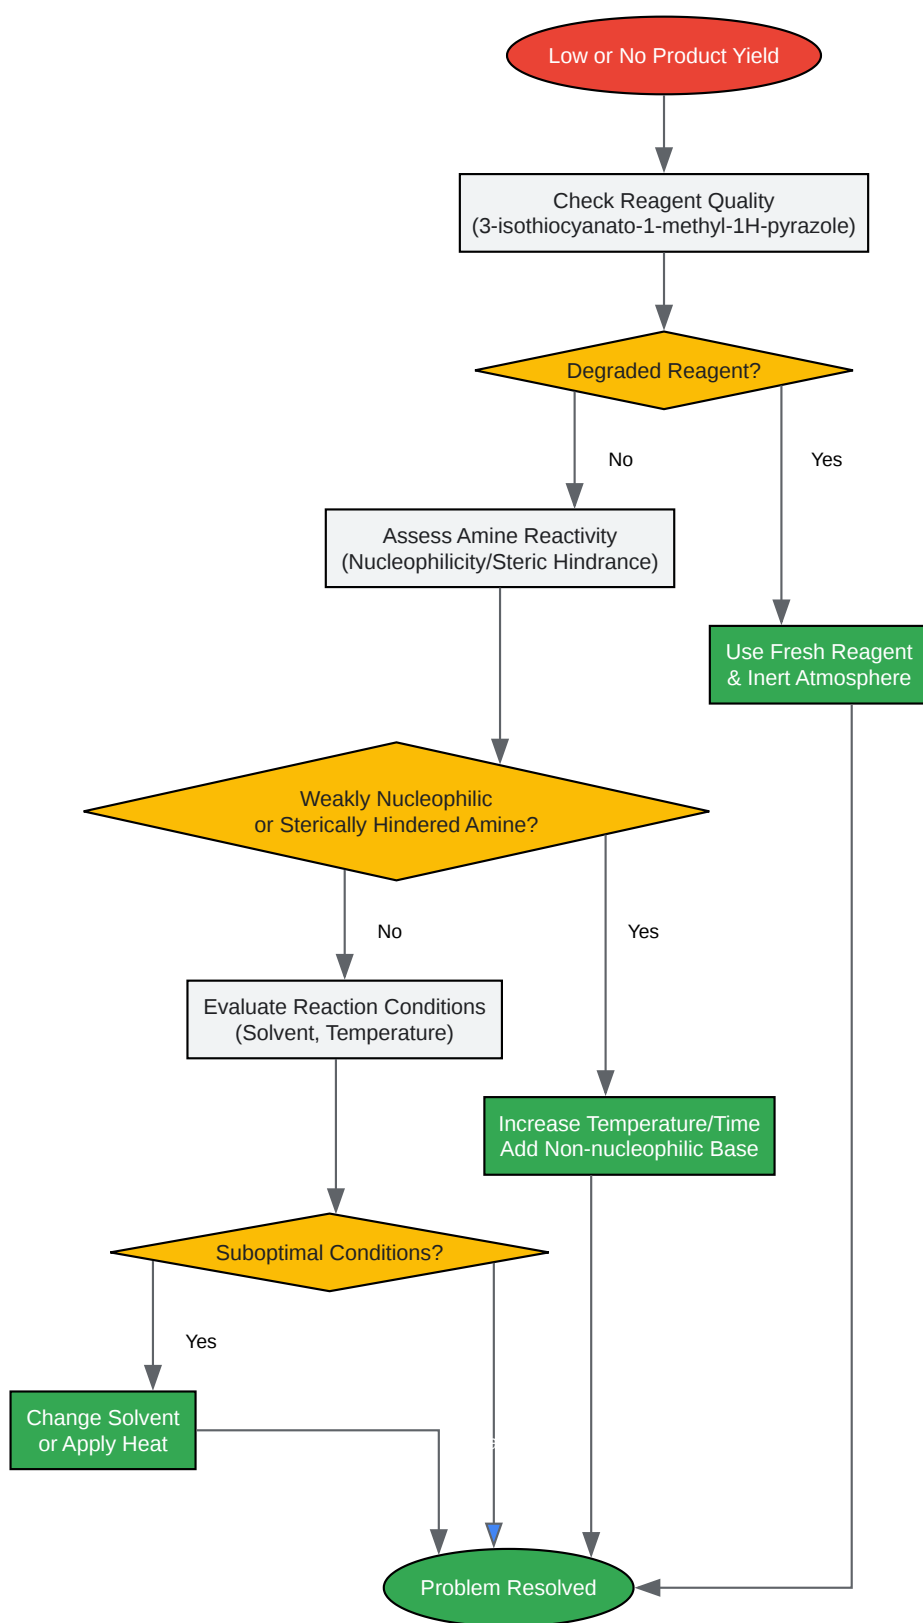 Low or No Product Yield
Check Reagent Quality
(3-isothiocyanato-1-methyl-1H-pyrazole)
Degraded Reagent?
No
Yes
Assess Amine Reactivity
(Nucleophilicity/Steric Hindrance)
Use Fresh Reagent
& Inert Atmosphere
Weakly Nucleophilic
or Sterically Hindered Amine?
No
Yes
Evaluate Reaction Conditions
(Solvent, Temperature)
Increase Temperature/Time
Add Non-nucleophilic Base
Suboptimal Conditions?
Yes
Change Solvent
or Apply Heat
Problem Resolved